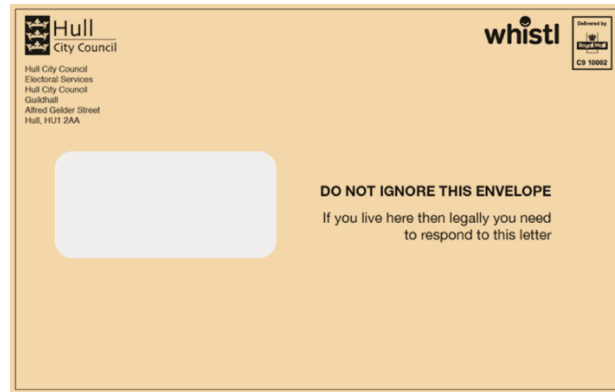 Hull
City Council
Hull City Council
Electoral Services
Hull City Council
Guildhall
Alfred Gelder Street
Hull, HU1 2AA
whistl
Delivered by
Royal Mail
C9 10002
DO NOT IGNORE THIS ENVELOPE
If you live here then legally you need
to respond to this letter